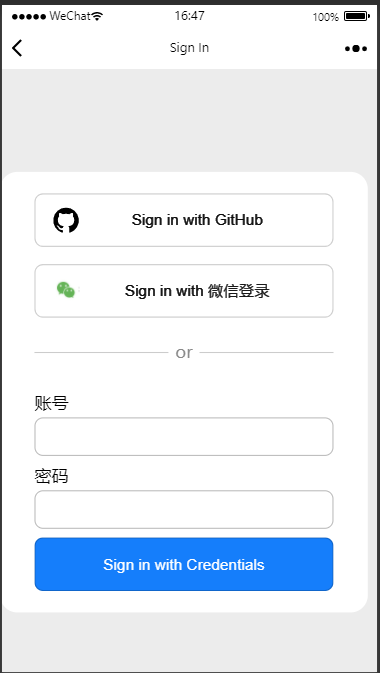 ●●●●● WeChat 16:47 100%
Sign In
Sign in with GitHub
Sign in with 微信登录
or
账号
密码
Sign in with Credentials